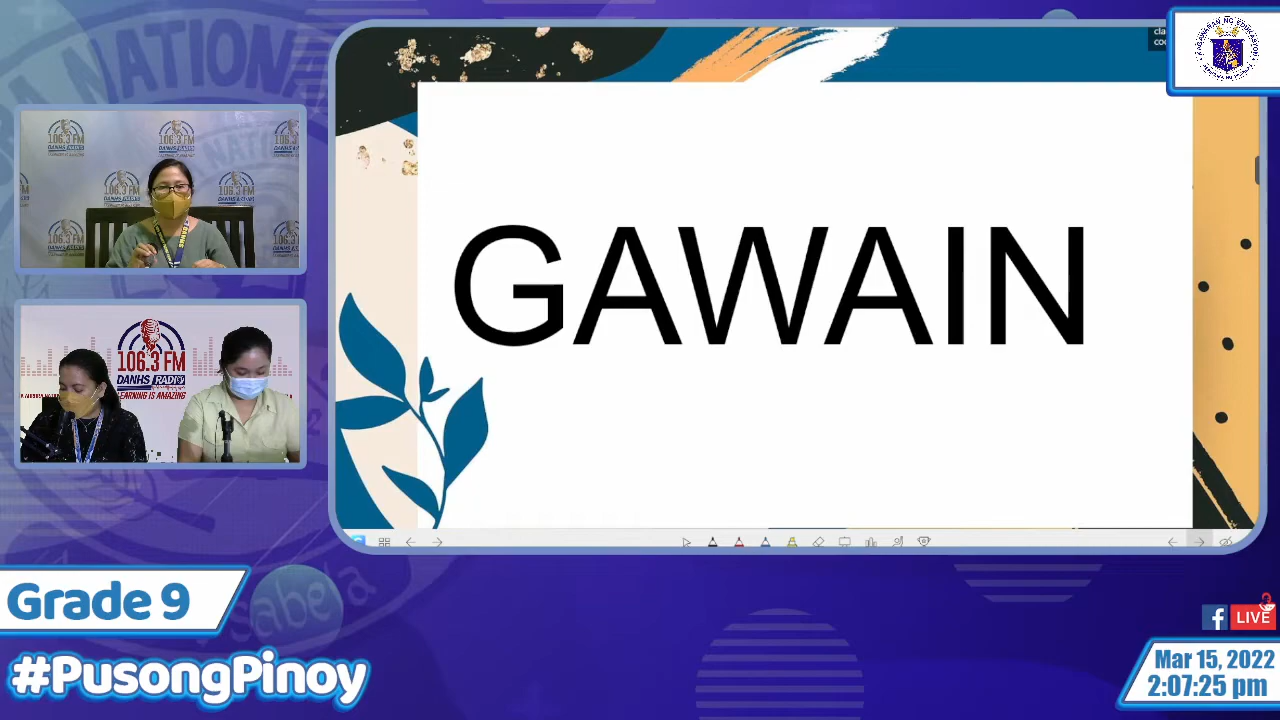 GAWAIN
106.3 FM
DANHS RADIO
LEARNING IS AMAZING
Grade 9
#PusongPinoy
LIVE
Mar 15, 2022
2:07:25 pm